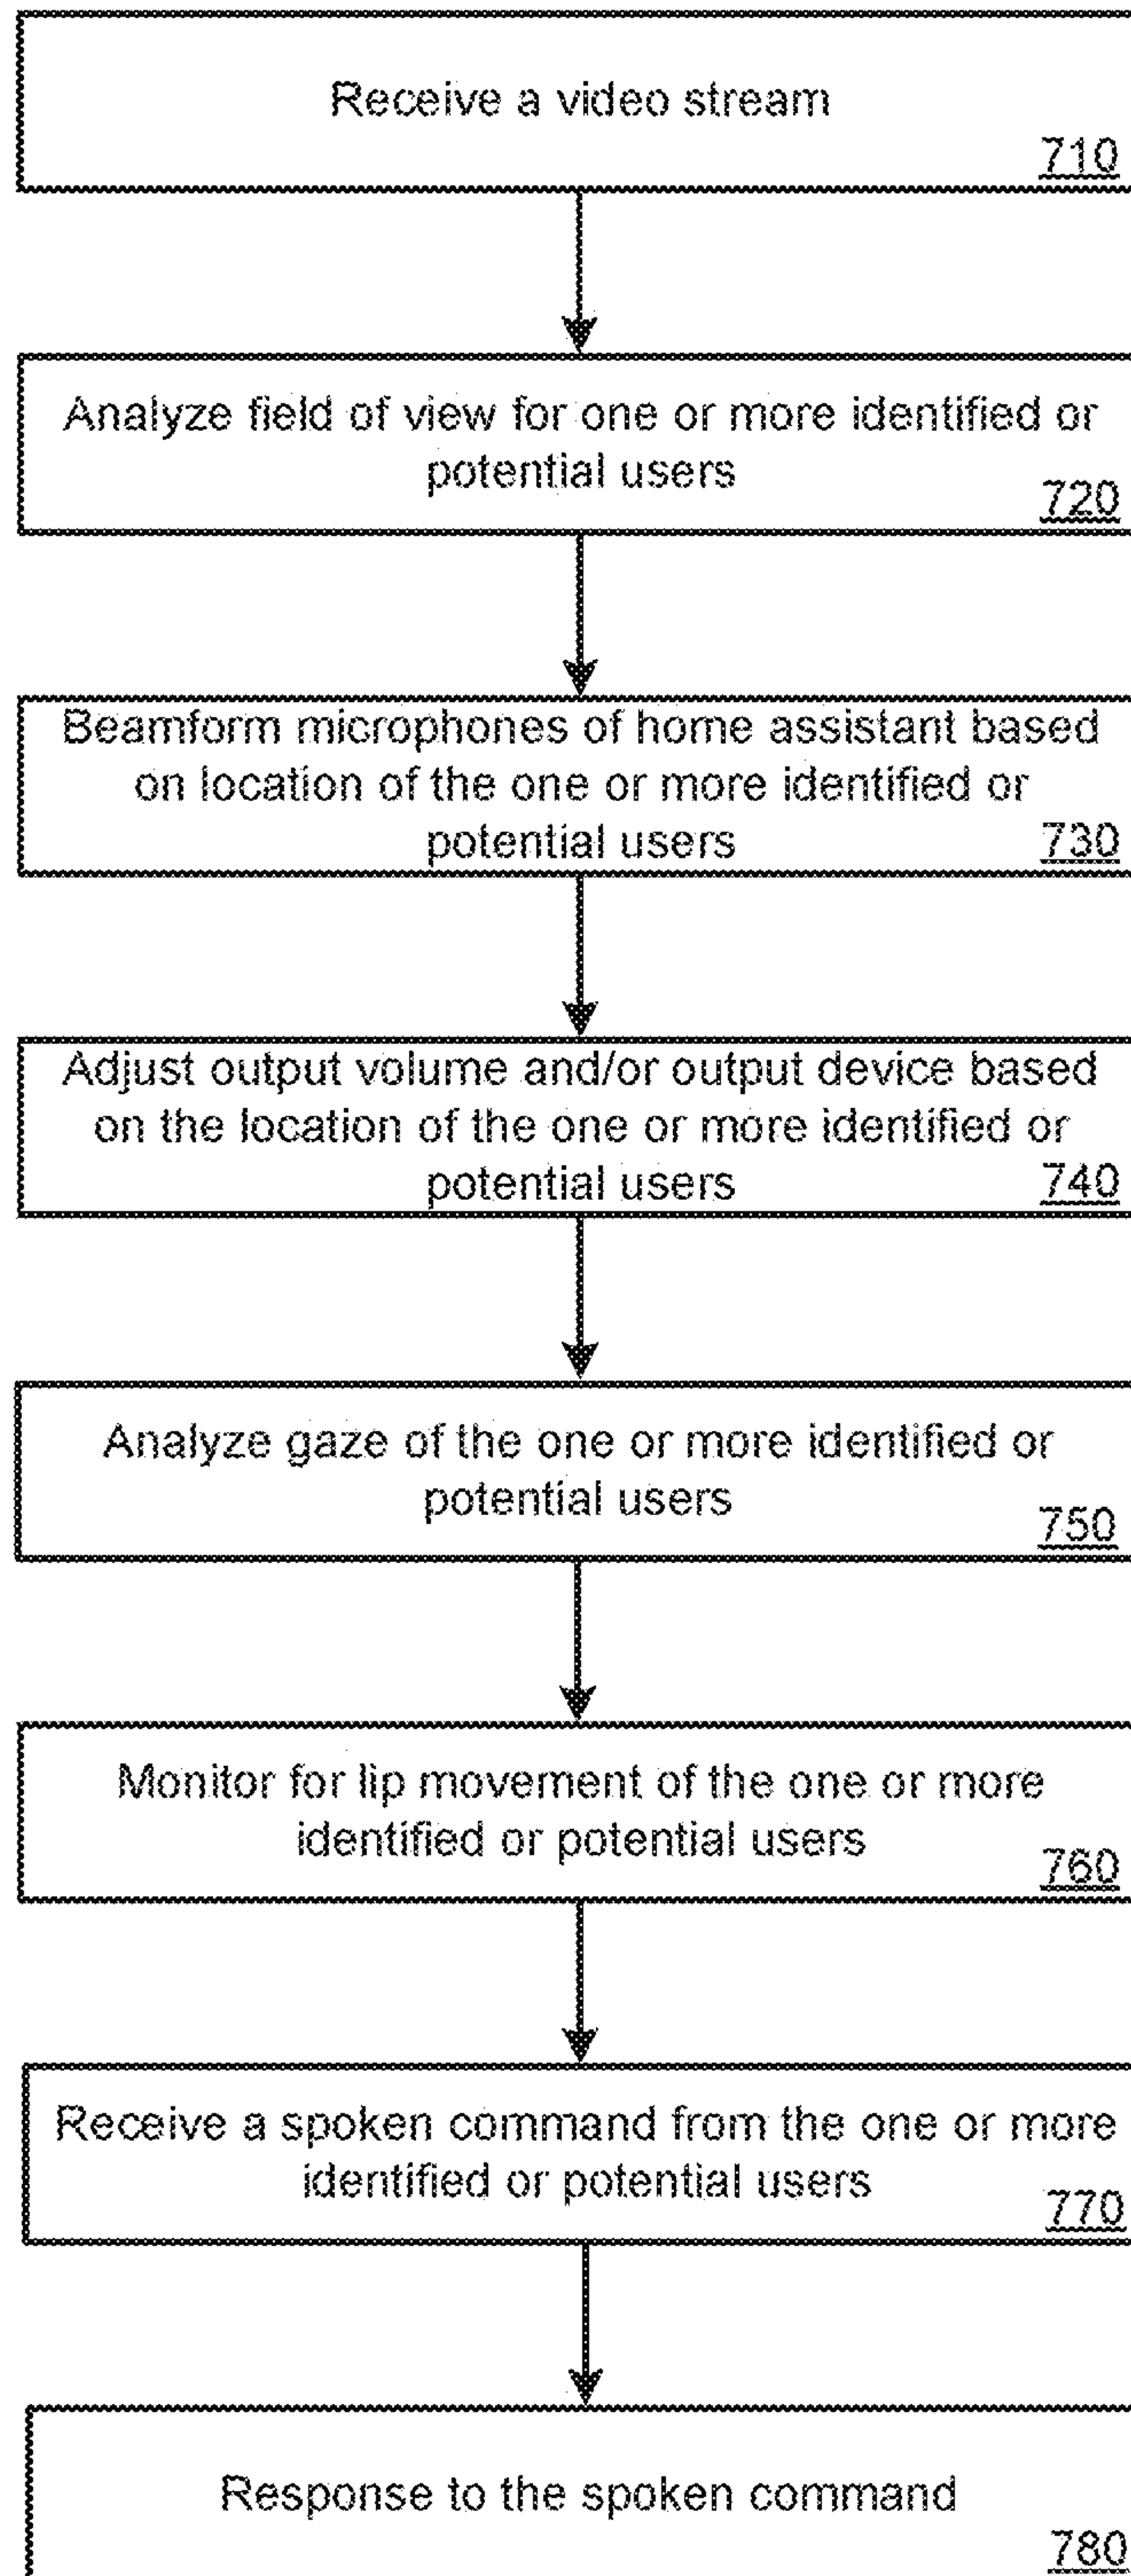 Receive a video stream
710
Analyze field of view for one or more identified or
potential users
720
Beamform microphones of home assistant based
on location of the one or more identified or
potential users
730
Adjust output volume and/or output device based
on the location of the one or more identified or
potential users
740
Analyze gaze of the one or more identified or
potential users
750
Monitor for lip movement of the one or more
identified or potential users
760
Receive a spoken command from the one or more
identified or potential users
770
Response to the spoken command
780